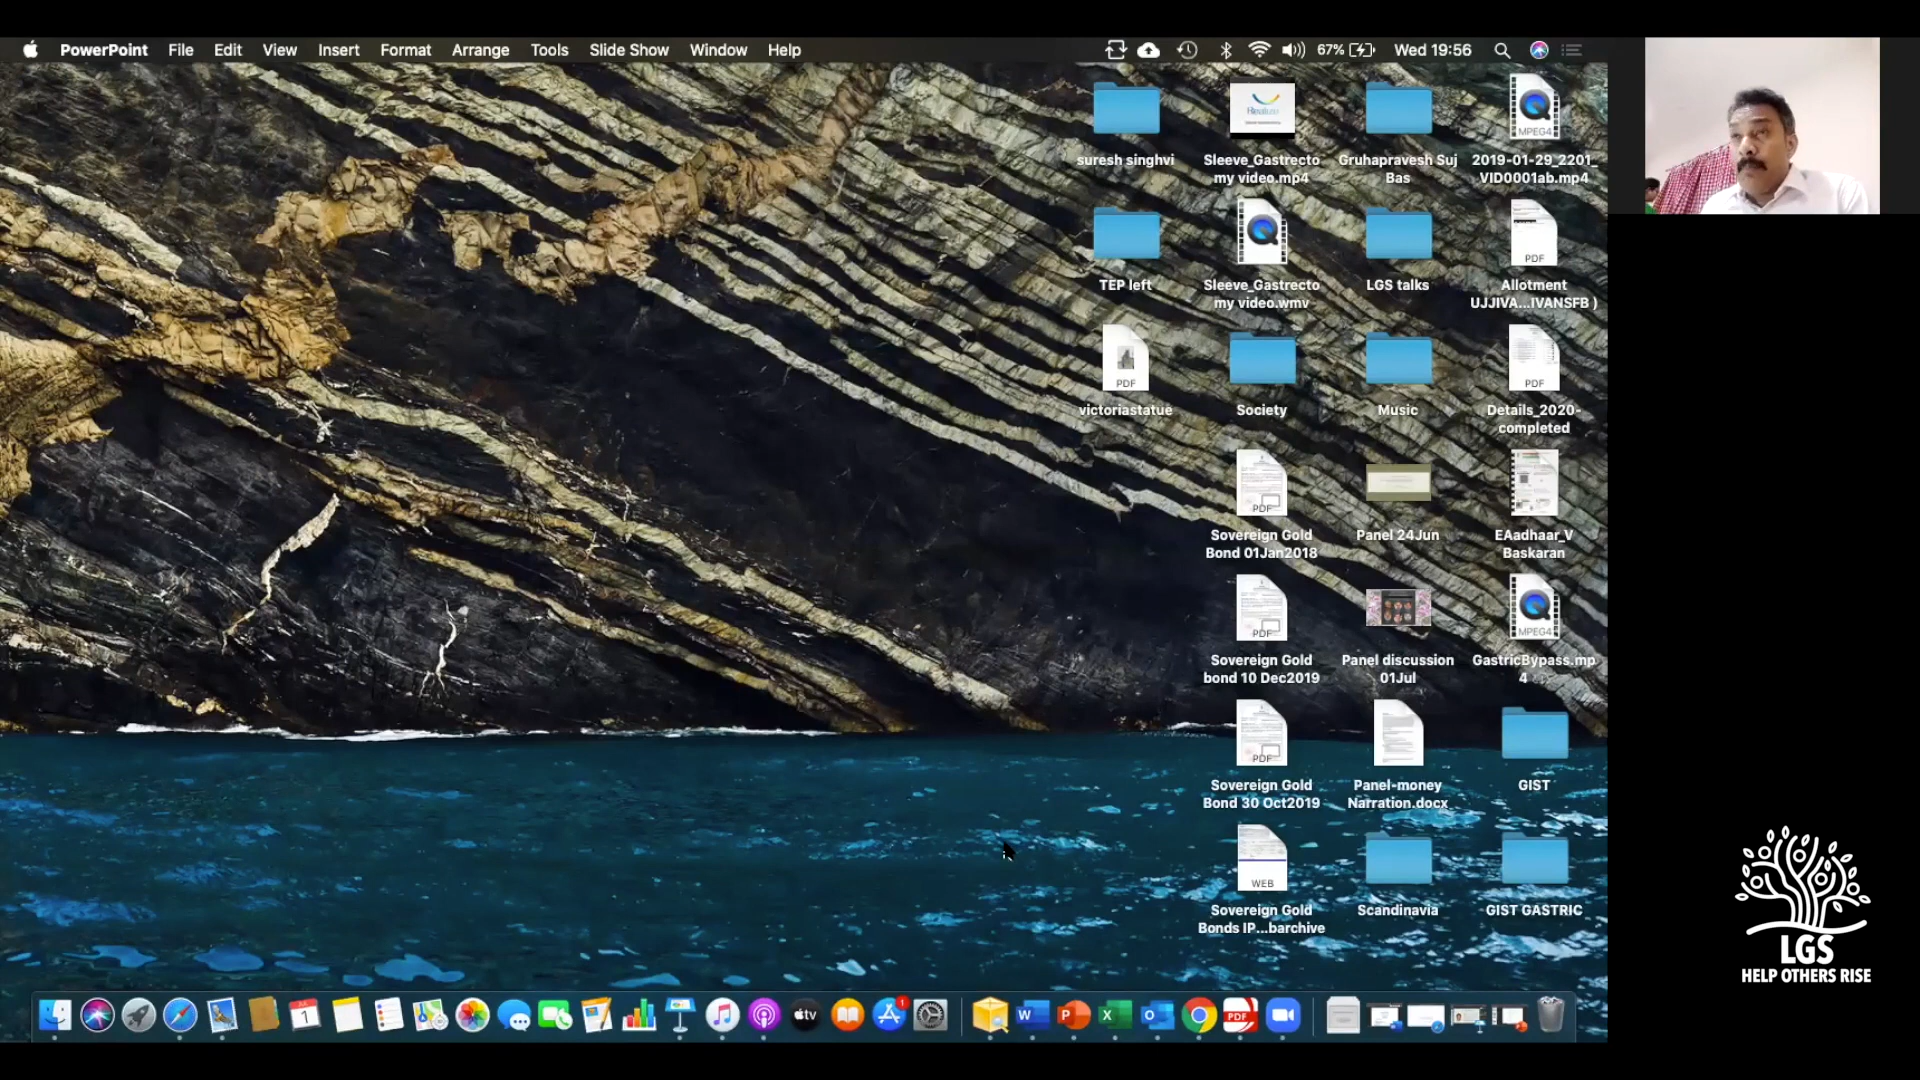 PowerPoint File Edit View Insert Format Arrange Tools Slide Show Window Help 67% Wed 19:56
suresh singhvi
Sleeve_Gastrecto
my video.mp4
Gruhapravesh Suj
Bas
MPEG4
2019-01-29_2201_
VID0001ab.mp4
TEP left
Sleeve_Gastrecto
my video.wmv
LGS talks
PDF
Allotment
UJJIVA...IVANSFB )
PDF
victoriastatue
Society
Music
PDF
Details_2020-
completed
PDF
Sovereign Gold
Bond 01Jan2018
Panel 24Jun
EAadhaar_V
Baskaran
PDF
Sovereign Gold
bond 10 Dec2019
Panel discussion
01Jul
MPEG4
GastricBypass.mp
4
PDF
Sovereign Gold
Bond 30 Oct2019
Panel-money
Narration.docx
GIST
WEB
Sovereign Gold
Bonds IP...barchive
Scandinavia
GIST GASTRIC
LGS
HELP OTHERS RISE
1
tv
1
W
P
X
O
PDF